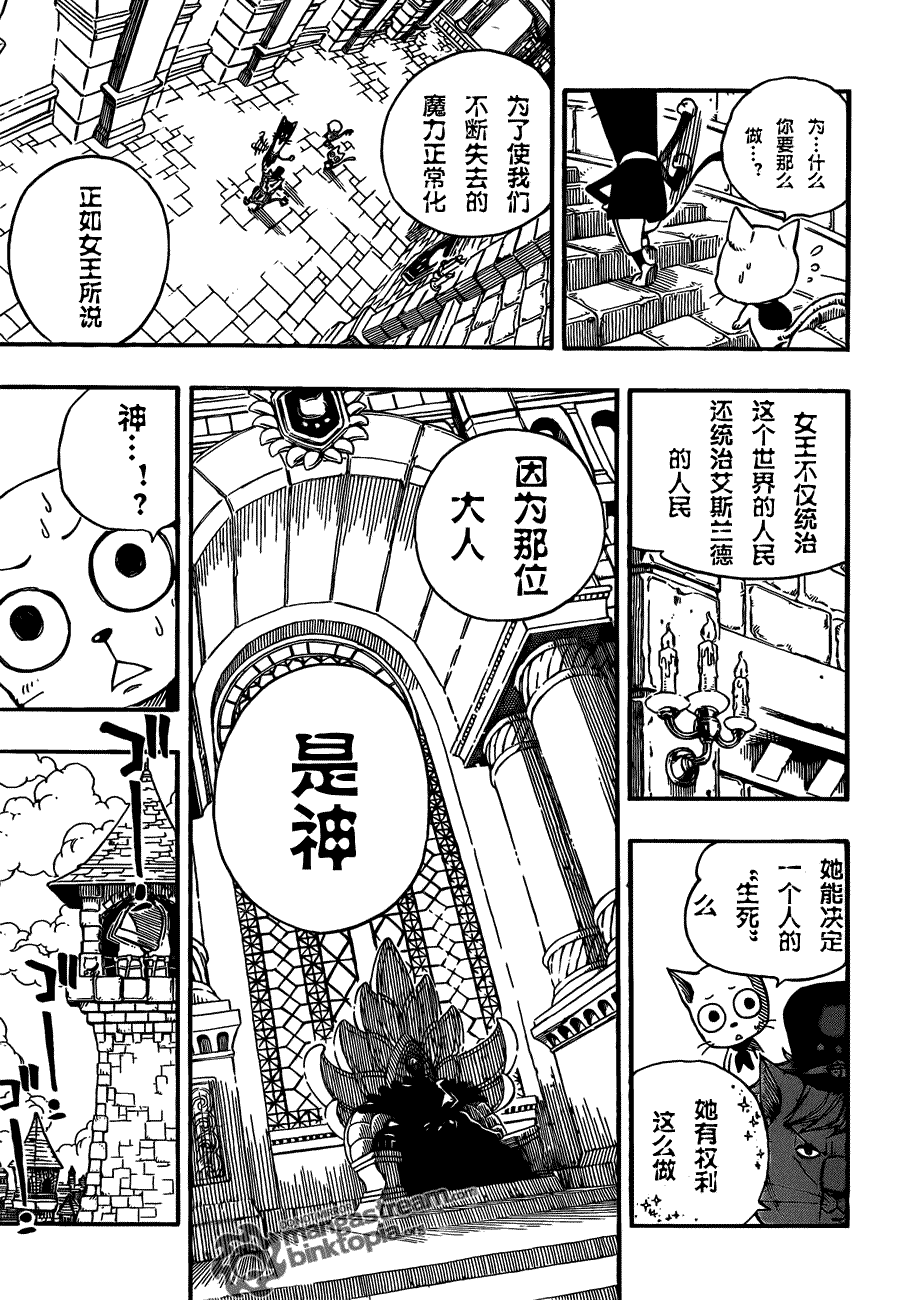 为…什么
你要那么
做…?
为了使我们
不断失去的
魔力正常化
正如女王所说
女王不仅统治
这个世界的人民
还统治艾斯兰德
的人民
她能决定
一个人的
“生死”
么
她有权利
这么做
因为那位
大人
是神
神…!?
ゴ
ゴ
ゴ
mangastream.com
binktopia